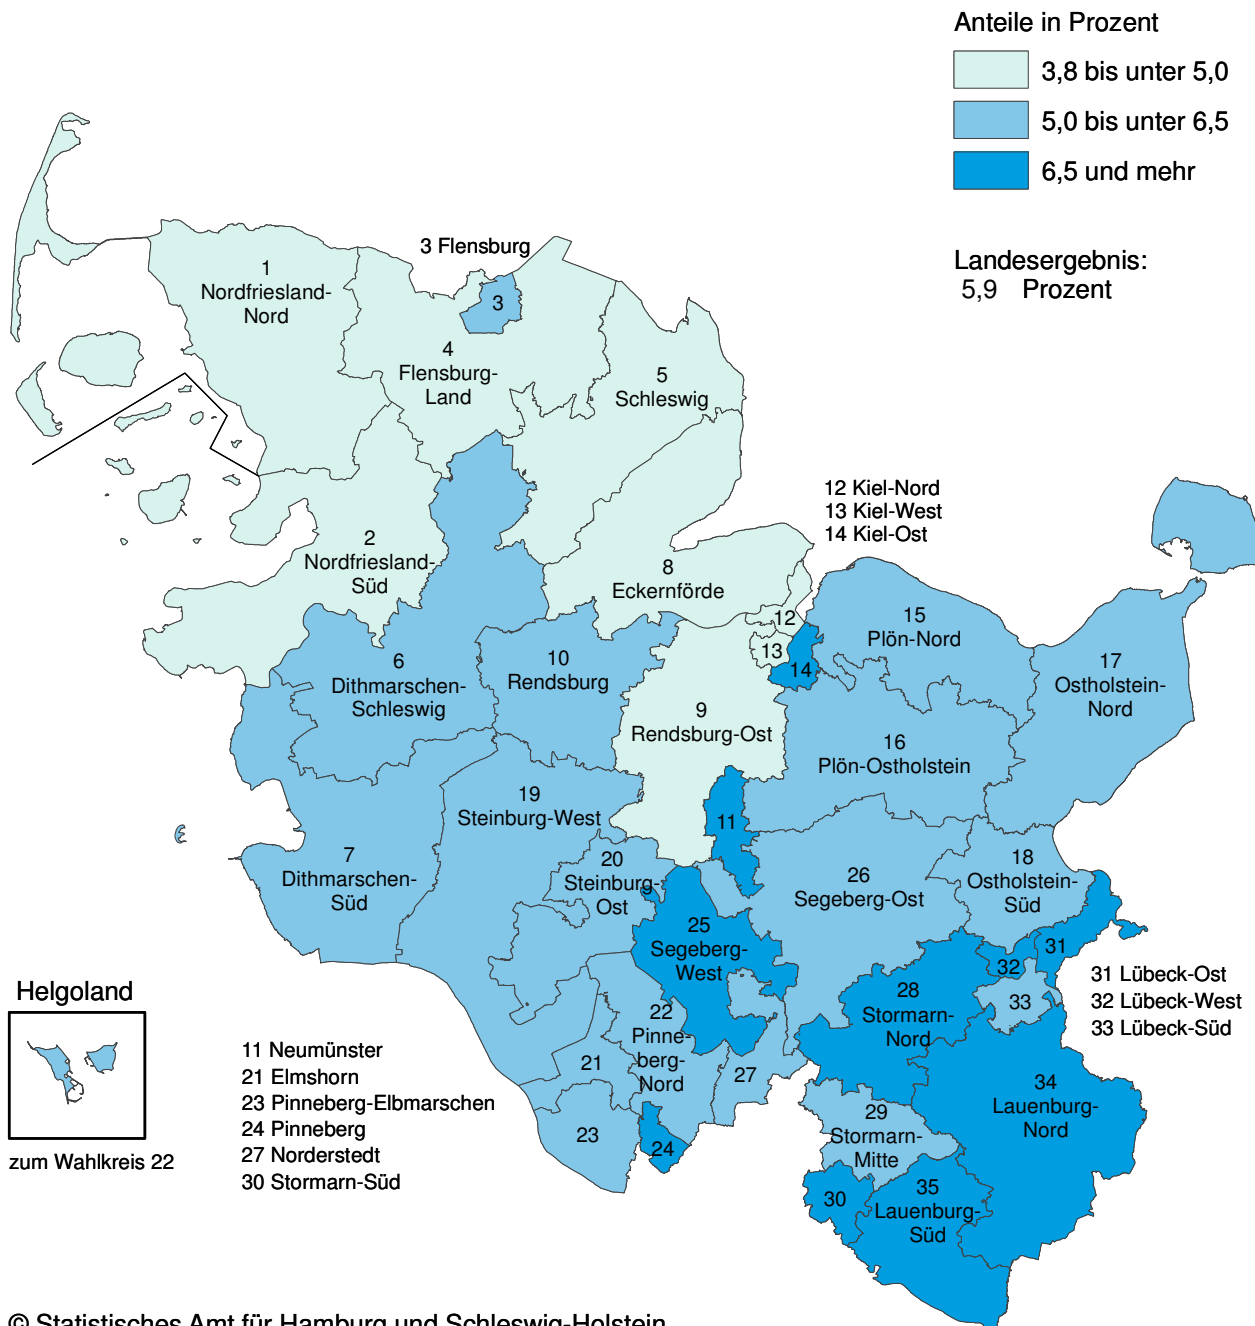 Anteile in Prozent
3,8 bis unter 5,0
5,0 bis unter 6,5
6,5 und mehr
Landesergebnis:
5,9 Prozent
3 Flensburg
1
Nordfriesland-
Nord
3
4
Flensburg-
Land
5
Schleswig
12 Kiel-Nord
13 Kiel-West
14 Kiel-Ost
2
Nordfriesland-
Süd
8
Eckernförde
12
13
14
15
Plön-Nord
6
Dithmarschen-
Schleswig
10
Rendsburg
17
Ostholstein-
Nord
9
Rendsburg-Ost
16
Plön-Ostholstein
19
Steinburg-West
11
7
Dithmarschen-
Süd
20
Steinburg-
Ost
26
Segeberg-Ost
18
Ostholstein-
Süd
25
Segeberg-
West
31
32
33
31 Lübeck-Ost
32 Lübeck-West
33 Lübeck-Süd
28
Stormarn-
Nord
Helgoland
zum Wahlkreis 22
11 Neumünster
21 Elmshorn
23 Pinneberg-Elbmarschen
24 Pinneberg
27 Norderstedt
30 Stormarn-Süd
22
Pinne-
berg-
Nord
21
27
23
24
34
Lauenburg-
Nord
29
Stormarn-
Mitte
30
35
Lauenburg-
Süd
© Statistisches Amt für Hamburg und Schleswig-Holstein